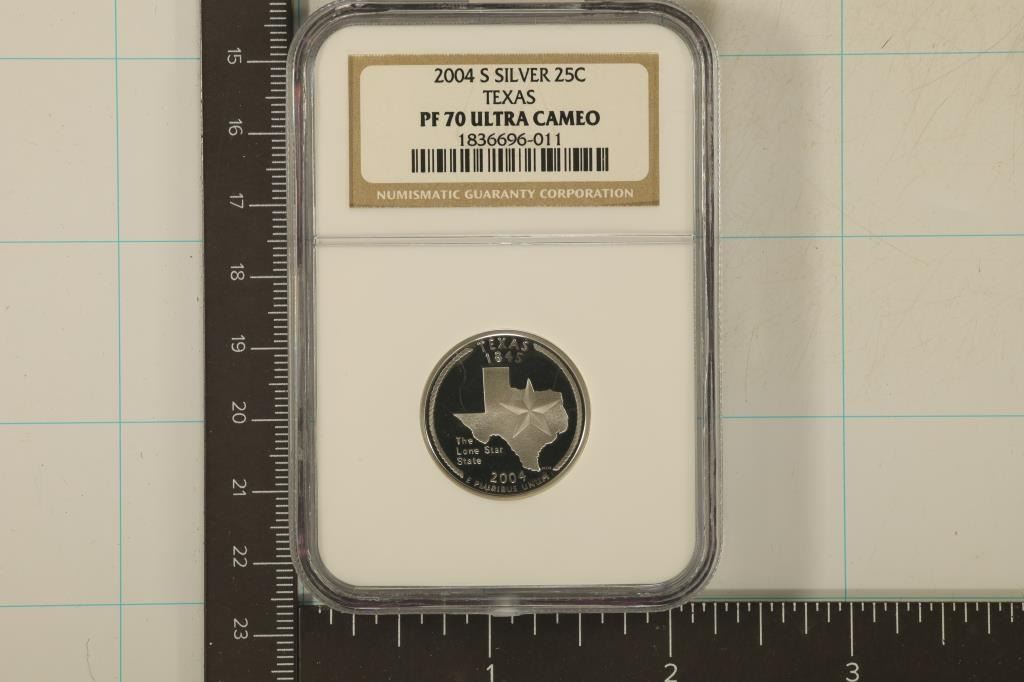 2004 S SILVER 25C
TEXAS
PF 70 ULTRA CAMEO
1836696-011
NUMISMATIC GUARANTY CORPORATION
TEXAS
1845
The
Lone Star
State
2004
E PLURIBUS UNUM
15
16
17
18
19
20
21
22
23
1 2 3